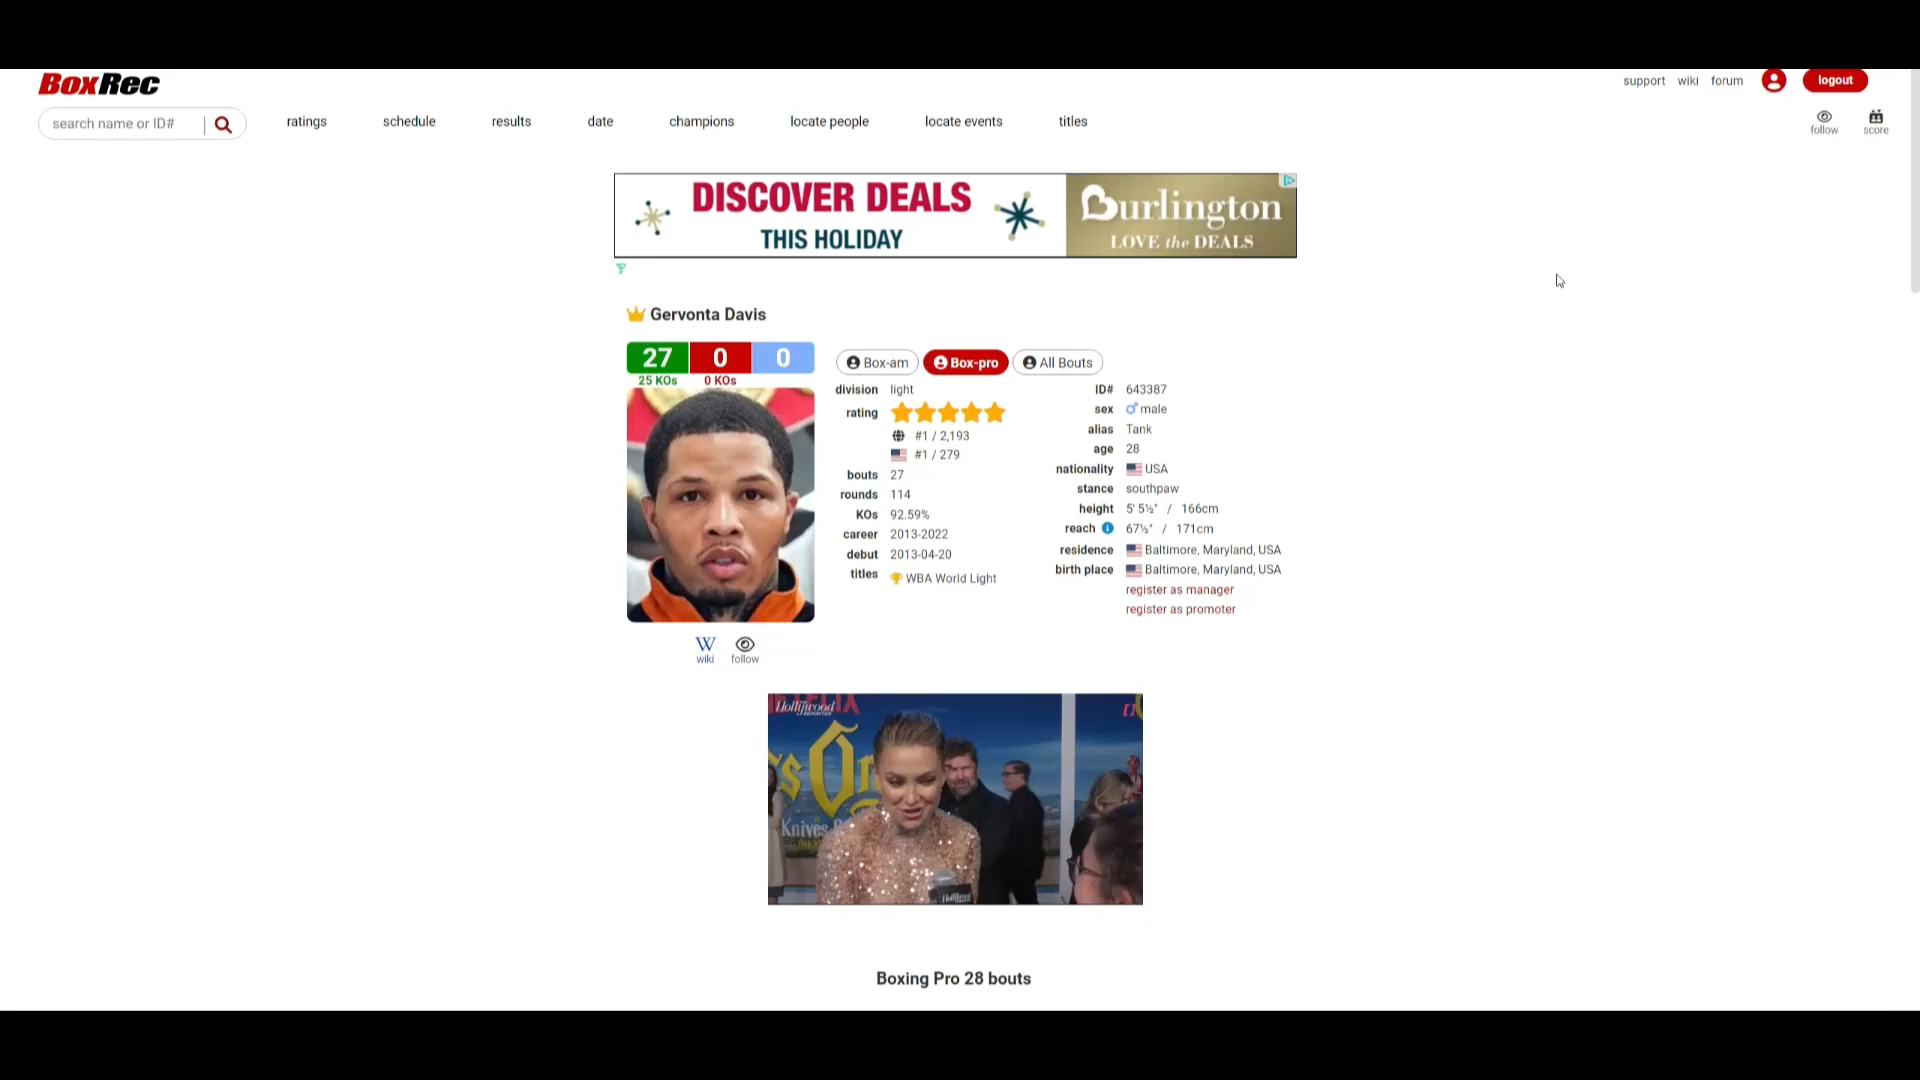 BoxRec
support wiki forum logout
search name or ID#
ratings schedule results date champions locate people locate events titles
follow score
DISCOVER DEALS
THIS HOLIDAY
Burlington
LOVE the DEALS
Gervonta Davis
27 0 0
25 KOs 0 KOs
Box-am Box-pro All Bouts
division light
rating
#1 / 2,193
#1 / 279
bouts 27
rounds 114
KOs 92.59%
career 2013-2022
debut 2013-04-20
titles WBA World Light
ID# 643387
sex male
alias Tank
age 28
nationality USA
stance southpaw
height 5' 5½" / 166cm
reach 67½" / 171cm
residence Baltimore, Maryland, USA
birth place Baltimore, Maryland, USA
register as manager
register as promoter
W
wiki follow
NETFLIX
Hollywood
REPORTER
Knives
Boxing Pro 28 bouts